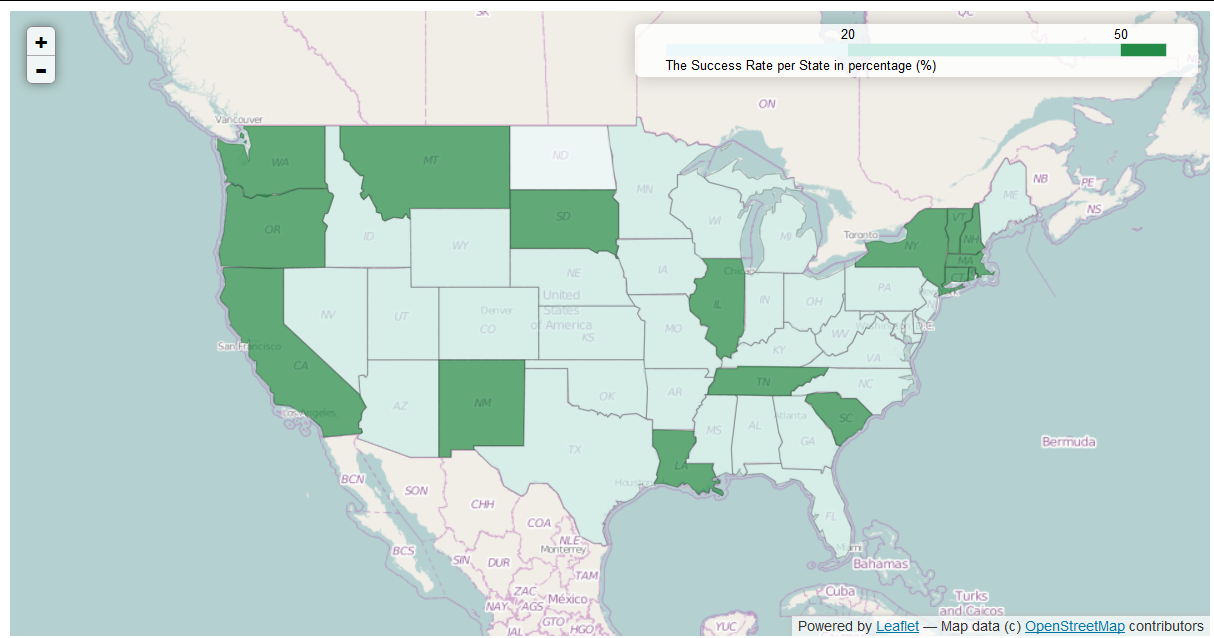 SK
QC
+
-
20
50
The Success Rate per State in percentage (%)
ON
Vancouver
WA
MT
ND
MN
NB
PE
NS
ME
OR
ID
SD
WI
MI
Toronto
NY
VT
NH
MA
CT
WY
IA
Chicago
PA
NV
UT
Denver
CO
NE
United
States
of America
KS
IL
IN
OH
MO
WV
Washington, D.C.
KY
VA
San Francisco
CA
Los Angeles
AZ
NM
OK
AR
TN
NC
MS
AL
Atlanta
GA
SC
TX
LA
Houston
FL
Miami
Bermuda
BCN
SON
CHH
COA
NLE
Monterrey
BCS
SIN
DUR
TAM
ZAC
NAY
AGS
México
JAL
GTO
HGO
YUC
Bahamas
Cuba
Turks
and Caicos
Powered by Leaflet — Map data (c) OpenStreetMap contributors